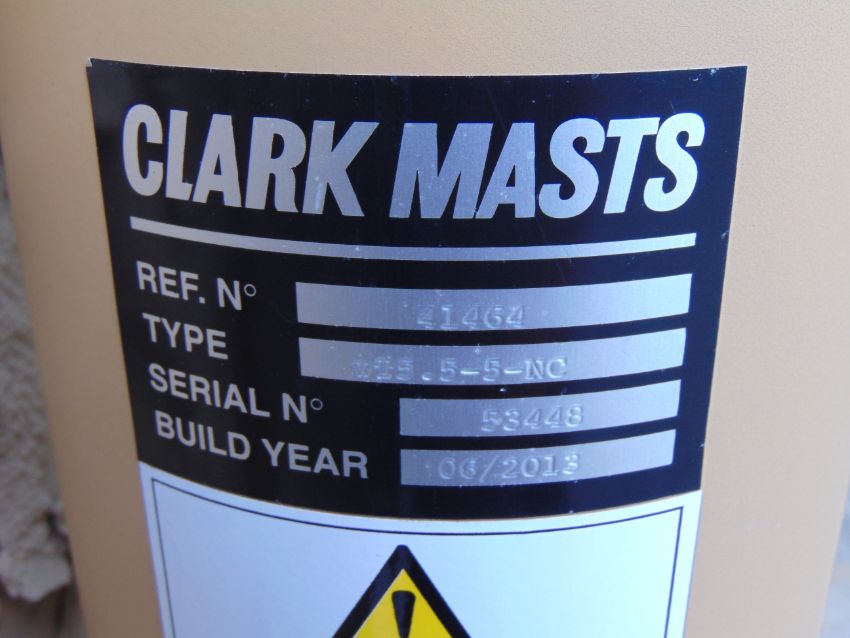 CLARK MASTS
REF. N° 41464
TYPE
SERIAL N° 53448
BUILD YEAR 06/2013